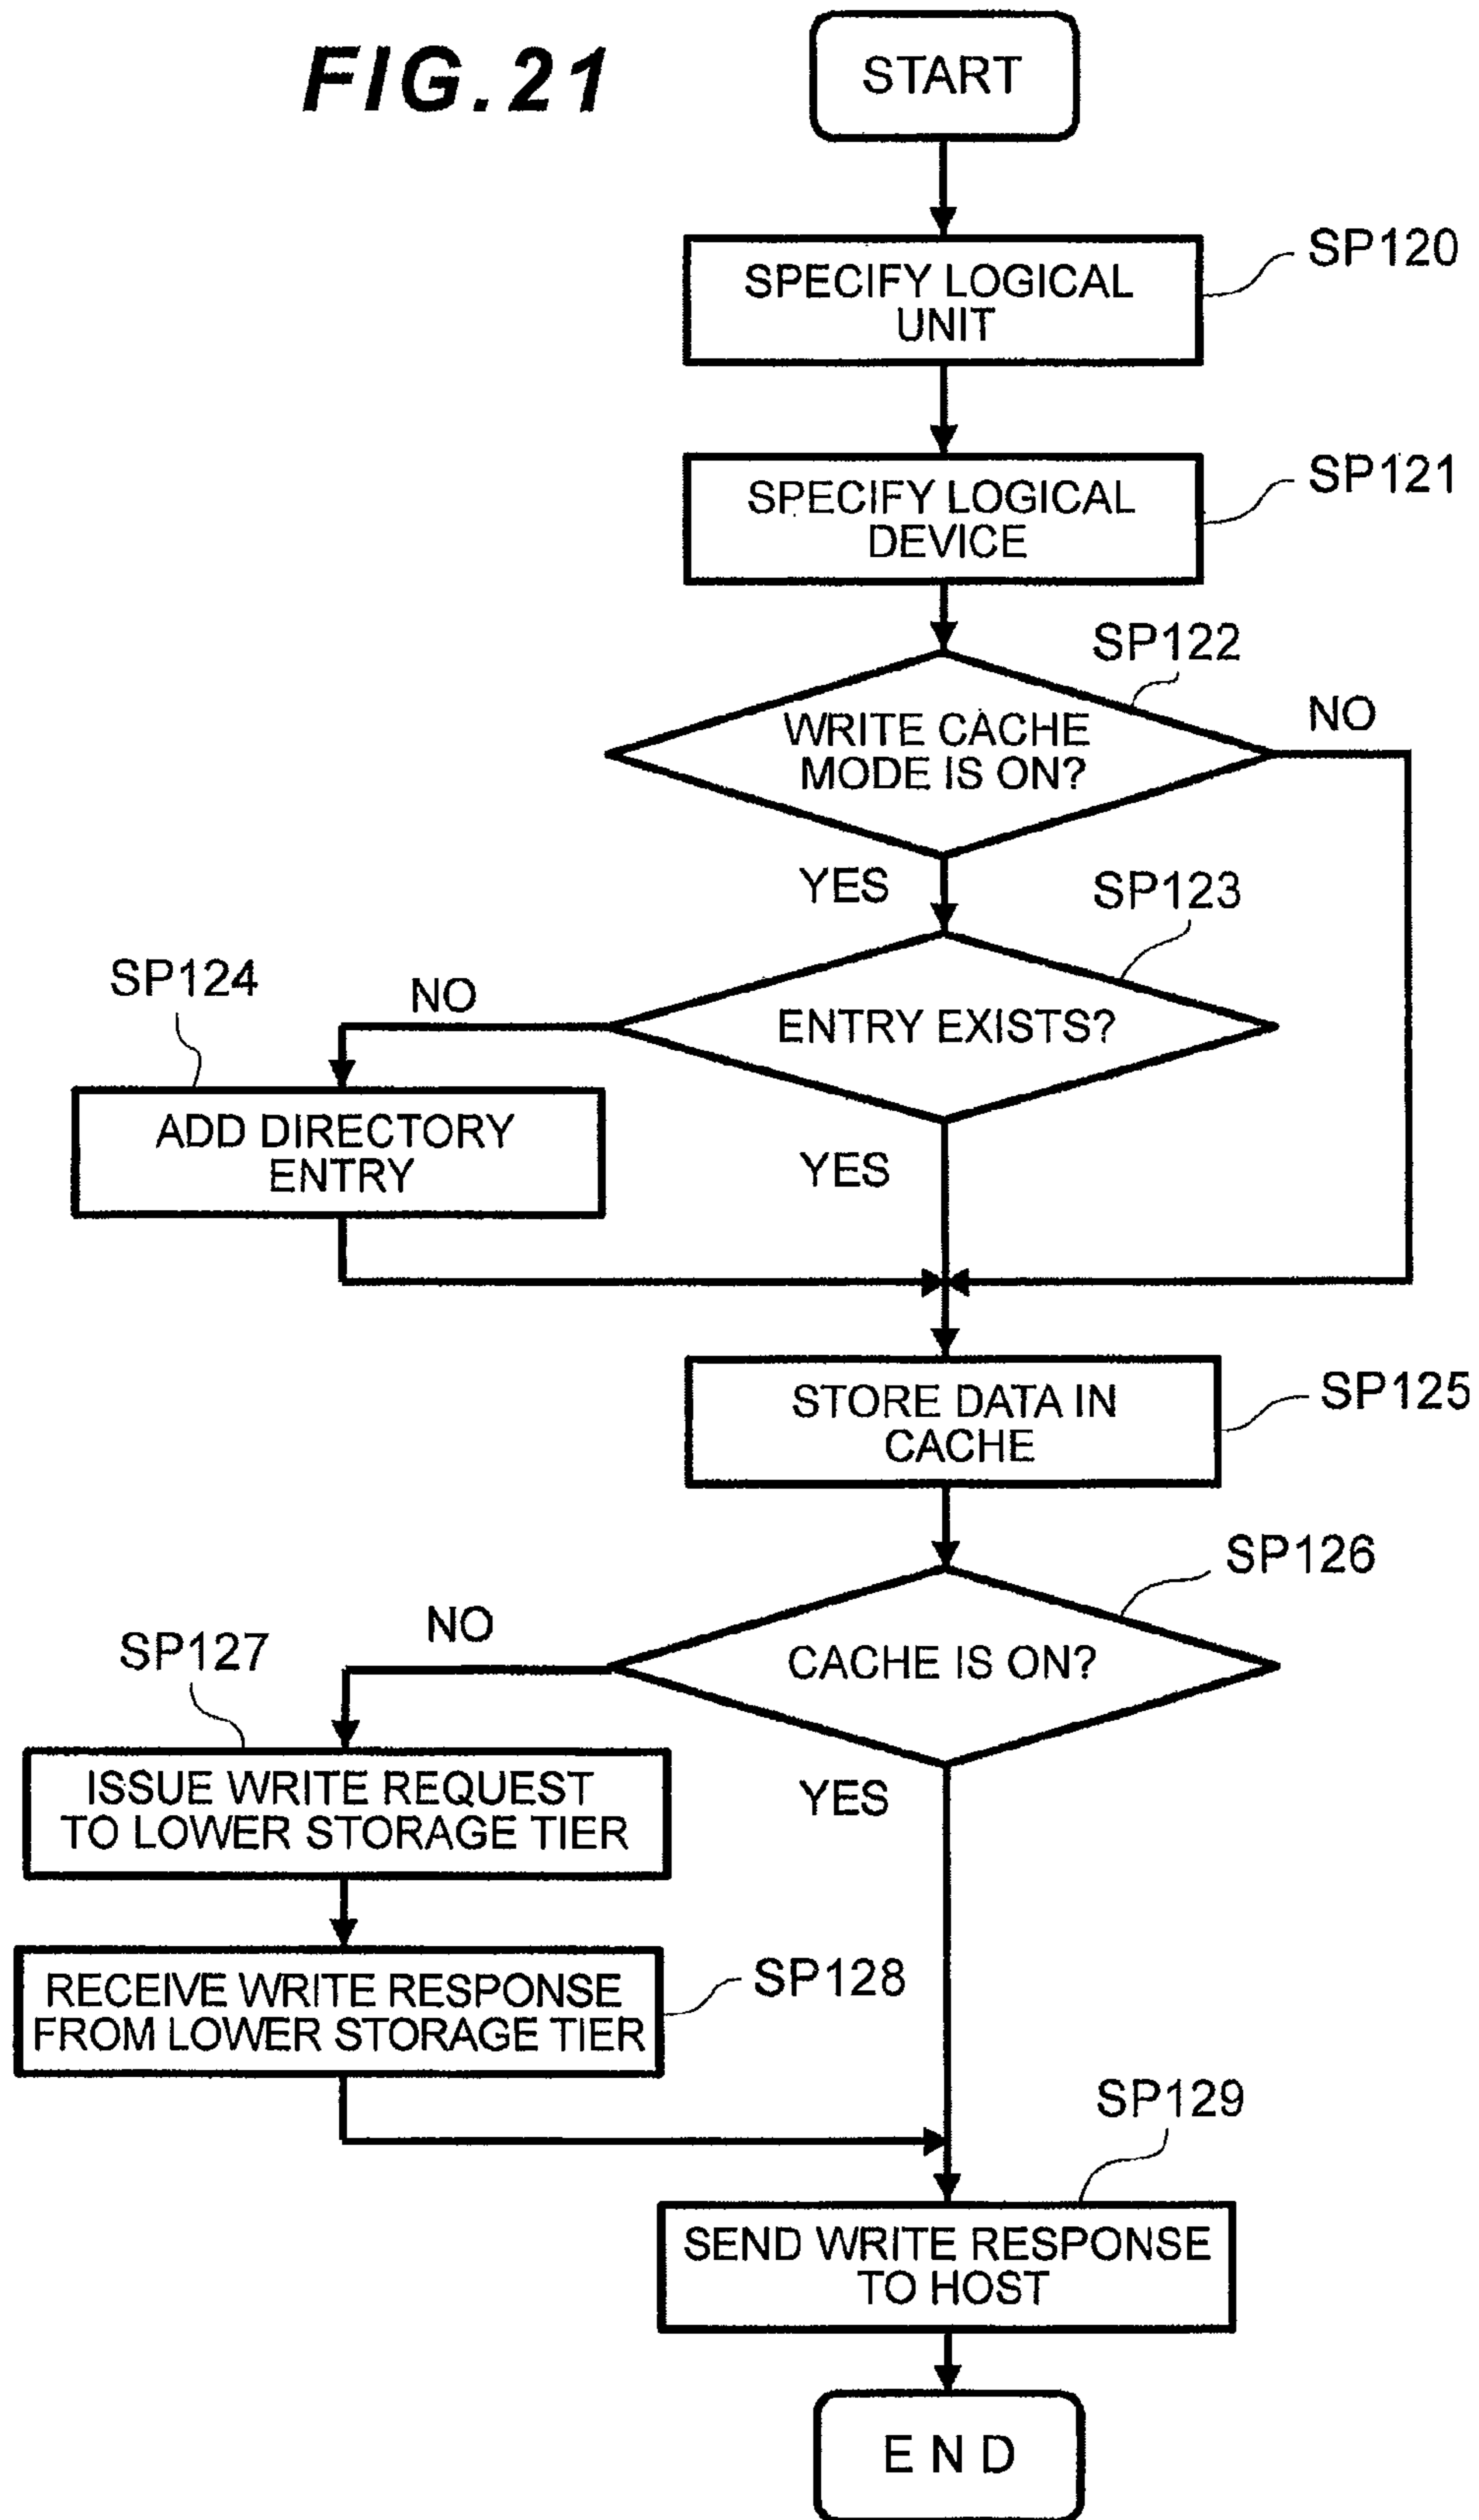 FIG.21
START
SP120
SPECIFY LOGICAL
UNIT
SP121
SPECIFY LOGICAL
DEVICE
SP122
WRITE CACHE
MODE IS ON?
NO
YES
SP123
SP124
NO
ENTRY EXISTS?
ADD DIRECTORY
ENTRY
YES
STORE DATA IN
CACHE
SP125
SP126
NO
SP127
CACHE IS ON?
ISSUE WRITE REQUEST
TO LOWER STORAGE TIER
YES
RECEIVE WRITE RESPONSE
FROM LOWER STORAGE TIER
SP128
SP129
SEND WRITE RESPONSE
TO HOST
END